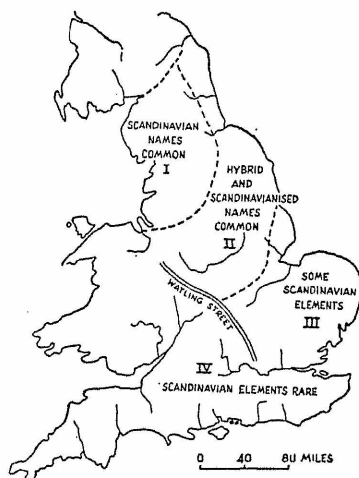 SCANDINAVIAN
NAMES
COMMON
I
HYBRID
AND
SCANDINAVIANISED
NAMES
COMMON
II
SOME
SCANDINAVIAN
ELEMENTS
III
WATLING STREET
IV
SCANDINAVIAN ELEMENTS RARE
0 40 80 MILES